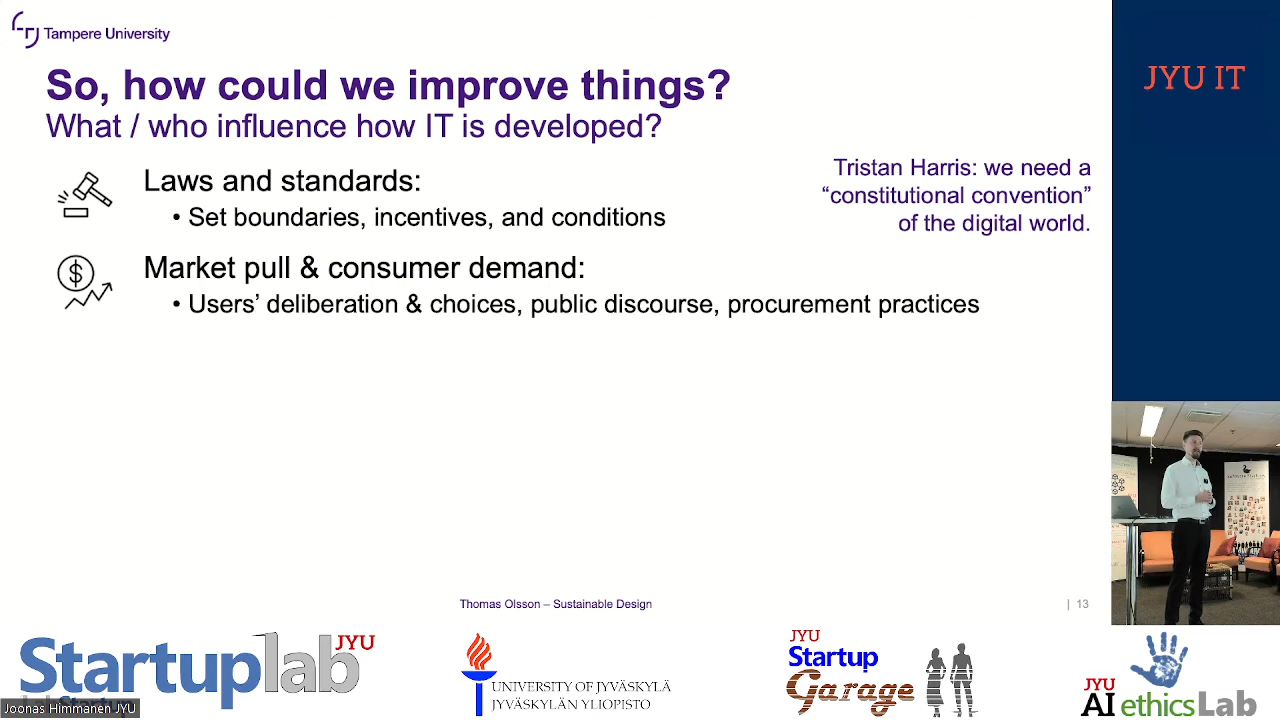 Tampere University
So, how could we improve things?
What / who influence how IT is developed?
Laws and standards:
• Set boundaries, incentives, and conditions
Tristan Harris: we need a
“constitutional convention”
of the digital world.
Market pull & consumer demand:
• Users’ deliberation & choices, public discourse, procurement practices
Thomas Olsson – Sustainable Design
| 13
JYU IT
Startuplab JYU
Joonas Himmanen JYU
UNIVERSITY OF JYVÄSKYLÄ
JYVÄSKYLÄN YLIOPISTO
JYU
Startup
Garage
JYU
AI ethicsLab